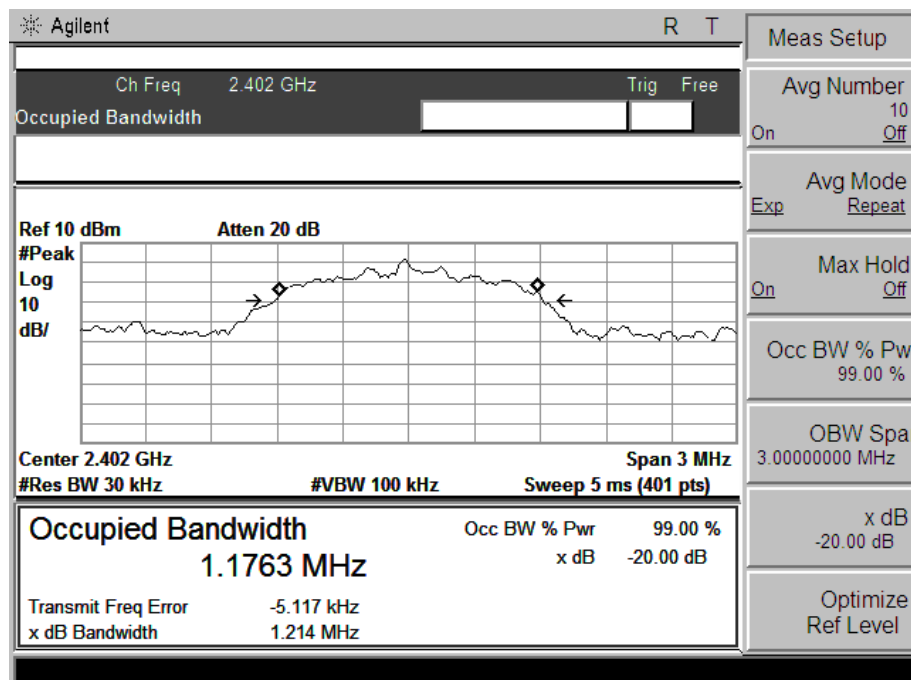 Agilent R T
Ch Freq 2.402 GHz Trig Free
Occupied Bandwidth
Ref 10 dBm Atten 20 dB
#Peak
Log
10
dB/
Center 2.402 GHz Span 3 MHz
#Res BW 30 kHz #VBW 100 kHz Sweep 5 ms (401 pts)
Occupied Bandwidth
1.1763 MHz
Occ BW % Pwr 99.00 %
x dB -20.00 dB
Transmit Freq Error -5.117 kHz
x dB Bandwidth 1.214 MHz
Meas Setup
Avg Number
10
On Off
Avg Mode
Exp Repeat
Max Hold
On Off
Occ BW % Pw
99.00 %
OBW Spa
3.00000000 MHz
x dB
-20.00 dB
Optimize
Ref Level